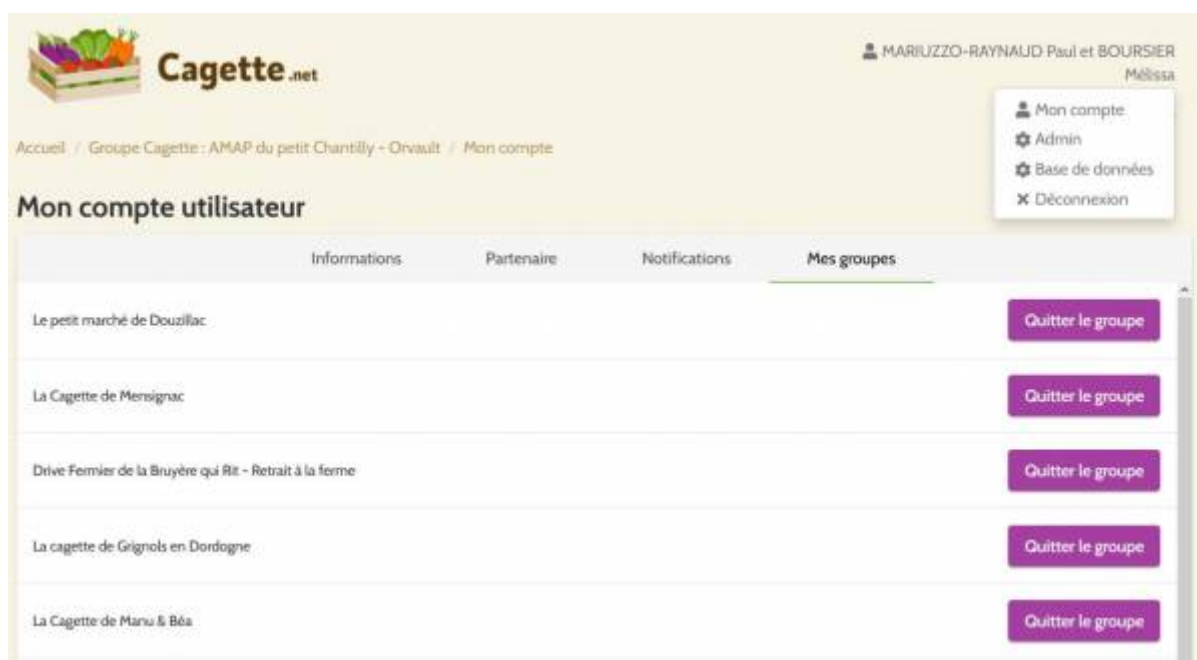 Cagette.net
MARIUZZO-RAYNAUD Paul et BOURSIER
Mélissa
Mon compte
Admin
Base de données
Déconnexion
Accueil / Groupe Cagette : AMAP du petit Chantilly - Orvault / Mon compte
Mon compte utilisateur
Informations Partenaire Notifications Mes groupes
Le petit marché de Douzillac Quitter le groupe
La Cagette de Mensignac Quitter le groupe
Drive Fermier de la Bruyère qui Rit - Retrait à la ferme Quitter le groupe
La cagette de Grignols en Dordogne Quitter le groupe
La Cagette de Manu & Béa Quitter le groupe